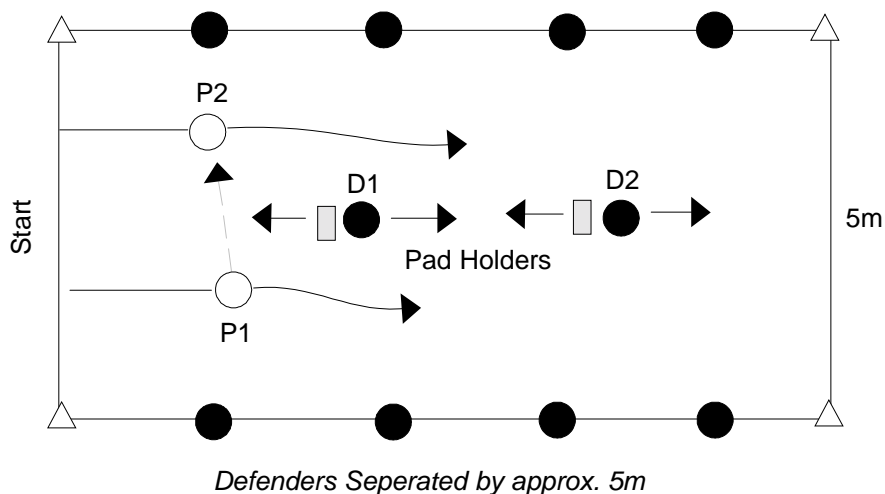 P2
D1
D2
Start
5m
Pad Holders
P1
Defenders Seperated by approx. 5m